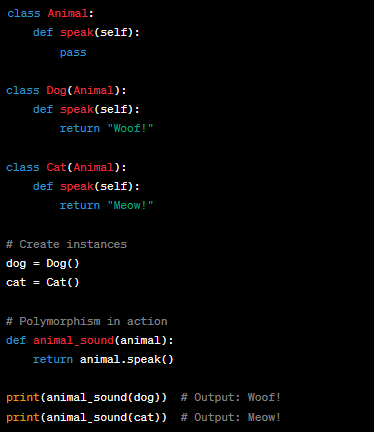 class Animal:
    def speak(self):
        pass

class Dog(Animal):
    def speak(self):
        return "Woof!"

class Cat(Animal):
    def speak(self):
        return "Meow!"

# Create instances
dog = Dog()
cat = Cat()

# Polymorphism in action
def animal_sound(animal):
    return animal.speak()

print(animal_sound(dog))  # Output: Woof!
print(animal_sound(cat))  # Output: Meow!